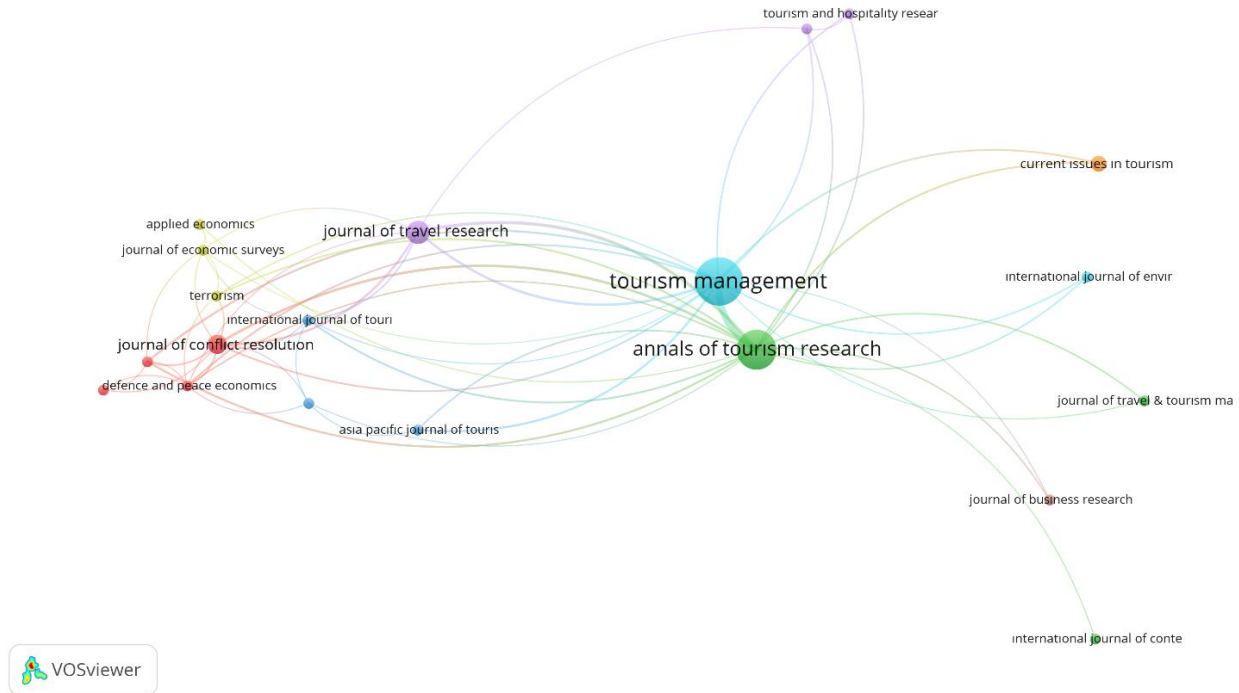 tourism and hospitality resear
current issues in tourism
applied economics
journal of travel research
journal of economic surveys
international journal of envir
tourism management
terrorism
international journal of touri
journal of conflict resolution
annals of tourism research
defence and peace economics
journal of travel & tourism ma
asia pacific journal of touris
journal of business research
international journal of conte
VOSviewer